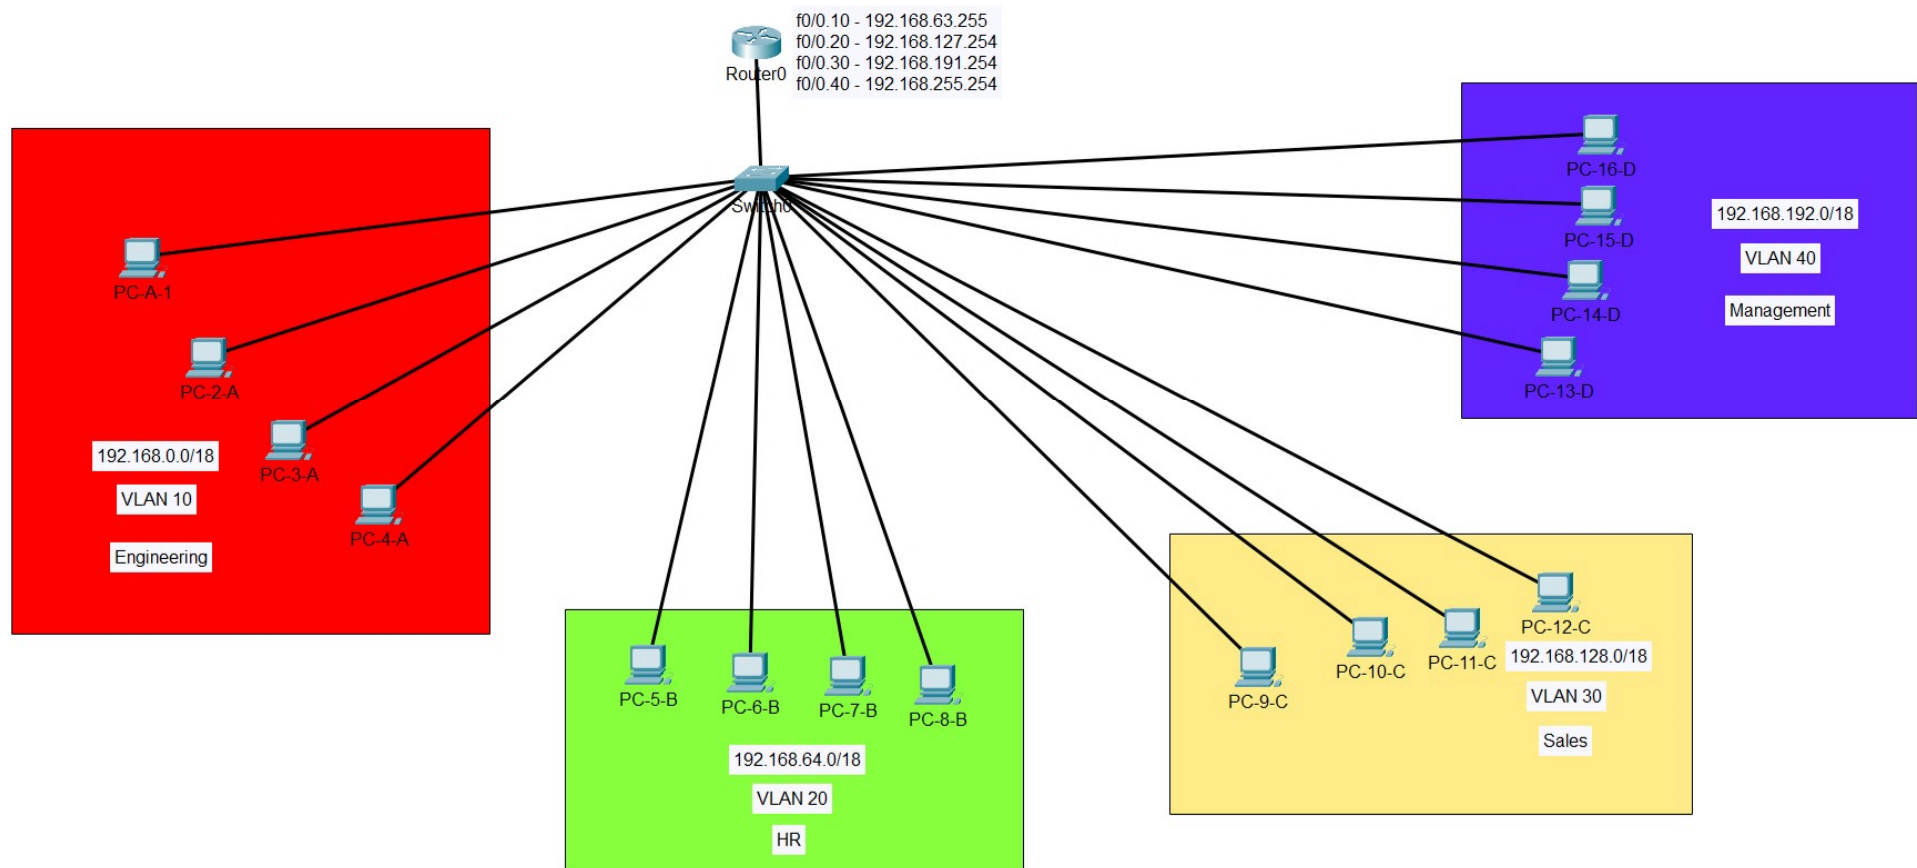 f0/0.10 - 192.168.63.255
f0/0.20 - 192.168.127.254
f0/0.30 - 192.168.191.254
f0/0.40 - 192.168.255.254
Router0
Switch0
PC-A-1
PC-2-A
PC-3-A
PC-4-A
192.168.0.0/18
VLAN 10
Engineering
PC-5-B
PC-6-B
PC-7-B
PC-8-B
192.168.64.0/18
VLAN 20
HR
PC-9-C
PC-10-C
PC-11-C
PC-12-C
192.168.128.0/18
VLAN 30
Sales
PC-16-D
PC-15-D
PC-14-D
PC-13-D
192.168.192.0/18
VLAN 40
Management